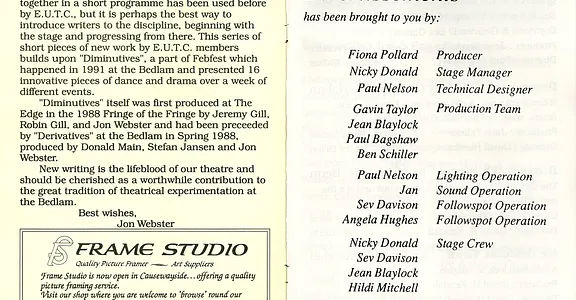 together in a short programme has been used before
by E.U.T.C., but it is perhaps the best way to
introduce writers to the discipline, beginning with
the stage and progressing from there. This series of
short pieces of new work by E.U.T.C. members
builds upon "Diminutives", a part of Febfest which
happened in 1991 at the Bedlam and presented 16
innovative pieces of dance and drama over a week of
different events.
"Diminutives" itself was first produced at The
Edge in the 1988 Fringe of the Fringe by Jeremy Gill,
Robin Gill, and Jon Webster and had been preceeded
by "Derivatives" at the Bedlam in Spring 1988,
produced by Donald Main, Stefan Jansen and Jon
Webster.
New writing is the lifeblood of our theatre and
should be cherished as a worthwhile contribution to
the great tradition of theatrical experimentation at
the Bedlam.
Best wishes,
Jon Webster
FRAME STUDIO
Quality Picture Framer Art Suppliers
Frame Studio is now open in Causewayside...offering a quality
picture framing service.
Visit our shop where you are welcome to 'browse' round our
has been brought to you by:
Fiona Pollard Producer
Nicky Donald Stage Manager
Paul Nelson Technical Designer
Gavin Taylor Production Team
Jean Blaylock
Paul Bagshaw
Ben Schiller
Paul Nelson Lighting Operation
Jan Sound Operation
Sev Davison Followspot Operation
Angela Hughes Followspot Operation
Nicky Donald Stage Crew
Sev Davison
Jean Blaylock
Hildi Mitchell